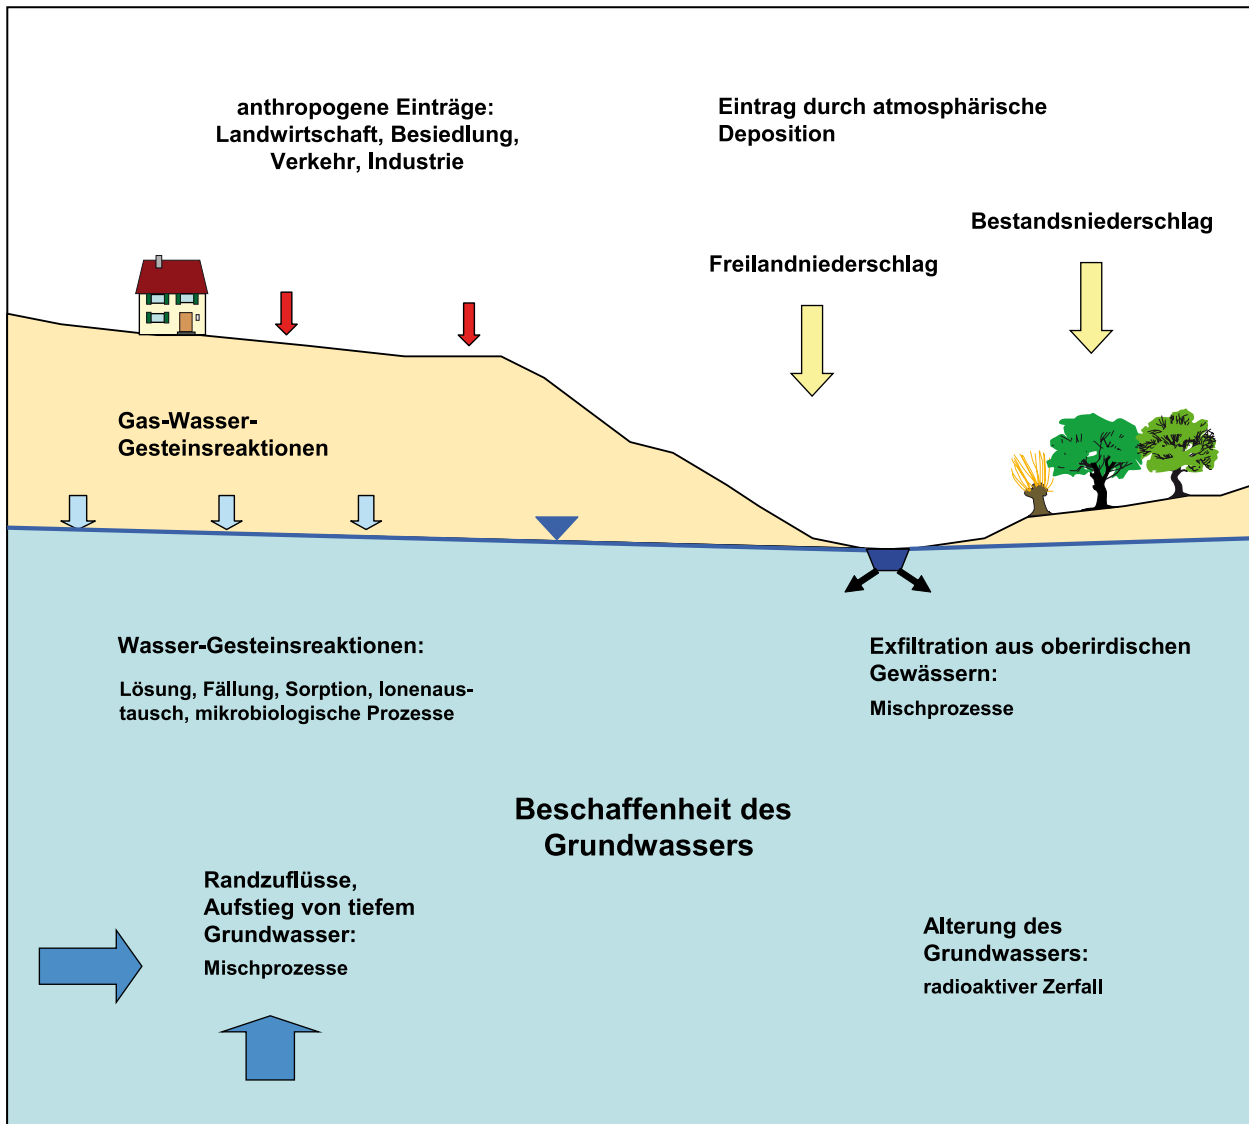 anthropogene Einträge:
Landwirtschaft, Besiedlung,
Verkehr, Industrie
Eintrag durch atmosphärische
Deposition
Bestandsniederschlag
Freilandniederschlag
Gas-Wasser-
Gesteinsreaktionen
Wasser-Gesteinsreaktionen:
Lösung, Fällung, Sorption, Ionenaus-
tausch, mikrobiologische Prozesse
Exfiltration aus oberirdischen
Gewässern:
Mischprozesse
Beschaffenheit des
Grundwassers
Randzuflüsse,
Aufstieg von tiefem
Grundwasser:
Mischprozesse
Alterung des
Grundwassers:
radioaktiver Zerfall